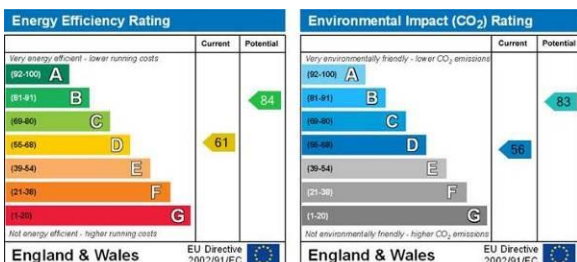 Energy Efficiency Rating
Current Potential
Very energy efficient - lower running costs
(92-100) A
(81-91) B
84
(69-80) C
(55-68) D
61
(39-54) E
(21-38) F
(1-20) G
Not energy efficient - higher running costs
England & Wales
EU Directive
2002/91/EC
Environmental Impact (CO2) Rating
Current Potential
Very environmentally friendly - lower CO2 emissions
(92-100) A
(81-91) B
83
(69-80) C
(55-68) D
56
(39-54) E
(21-38) F
(1-20) G
Not environmentally friendly - higher CO2 emissions
England & Wales
EU Directive
2002/91/EC